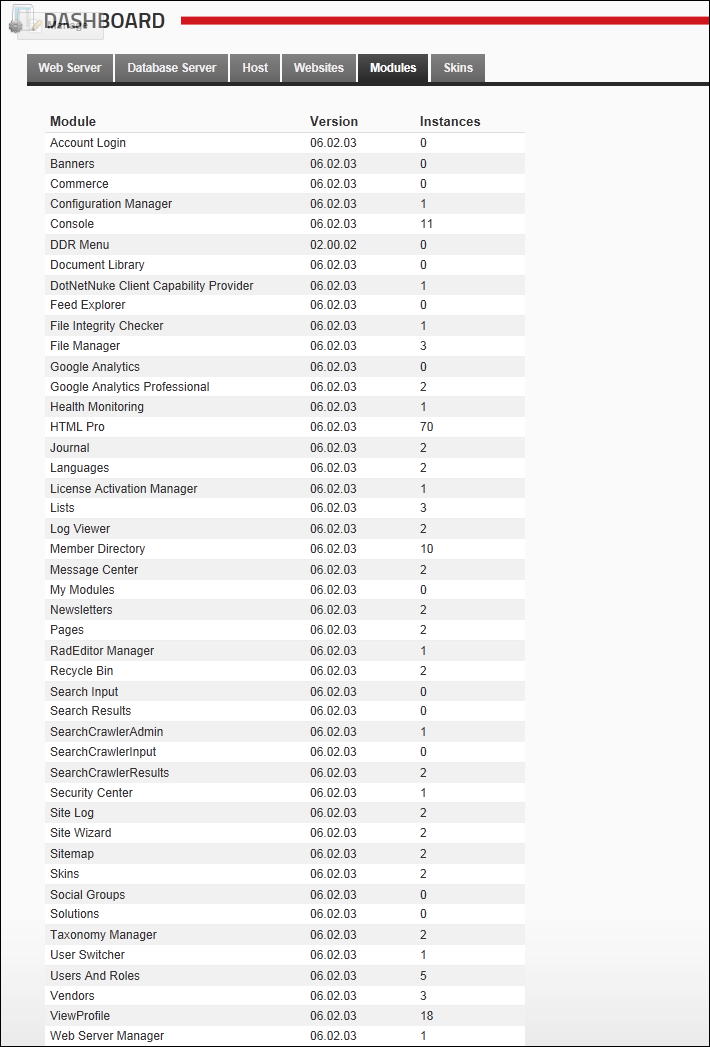 DASHBOARD
Manage
Web Server Database Server Host Websites Modules Skins
Module Version Instances
Account Login 06.02.03 0
Banners 06.02.03 0
Commerce 06.02.03 0
Configuration Manager 06.02.03 1
Console 06.02.03 11
DDR Menu 02.00.02 0
Document Library 06.02.03 0
DotNetNuke Client Capability Provider 06.02.03 1
Feed Explorer 06.02.03 0
File Integrity Checker 06.02.03 1
File Manager 06.02.03 3
Google Analytics 06.02.03 0
Google Analytics Professional 06.02.03 2
Health Monitoring 06.02.03 1
HTML Pro 06.02.03 70
Journal 06.02.03 2
Languages 06.02.03 2
License Activation Manager 06.02.03 1
Lists 06.02.03 3
Log Viewer 06.02.03 2
Member Directory 06.02.03 10
Message Center 06.02.03 2
My Modules 06.02.03 0
Newsletters 06.02.03 2
Pages 06.02.03 2
RadEditor Manager 06.02.03 1
Recycle Bin 06.02.03 2
Search Input 06.02.03 0
Search Results 06.02.03 0
SearchCrawlerAdmin 06.02.03 1
SearchCrawlerInput 06.02.03 0
SearchCrawlerResults 06.02.03 2
Security Center 06.02.03 1
Site Log 06.02.03 2
Site Wizard 06.02.03 2
Sitemap 06.02.03 2
Skins 06.02.03 2
Social Groups 06.02.03 0
Solutions 06.02.03 0
Taxonomy Manager 06.02.03 2
User Switcher 06.02.03 1
Users And Roles 06.02.03 5
Vendors 06.02.03 3
ViewProfile 06.02.03 18
Web Server Manager 06.02.03 1